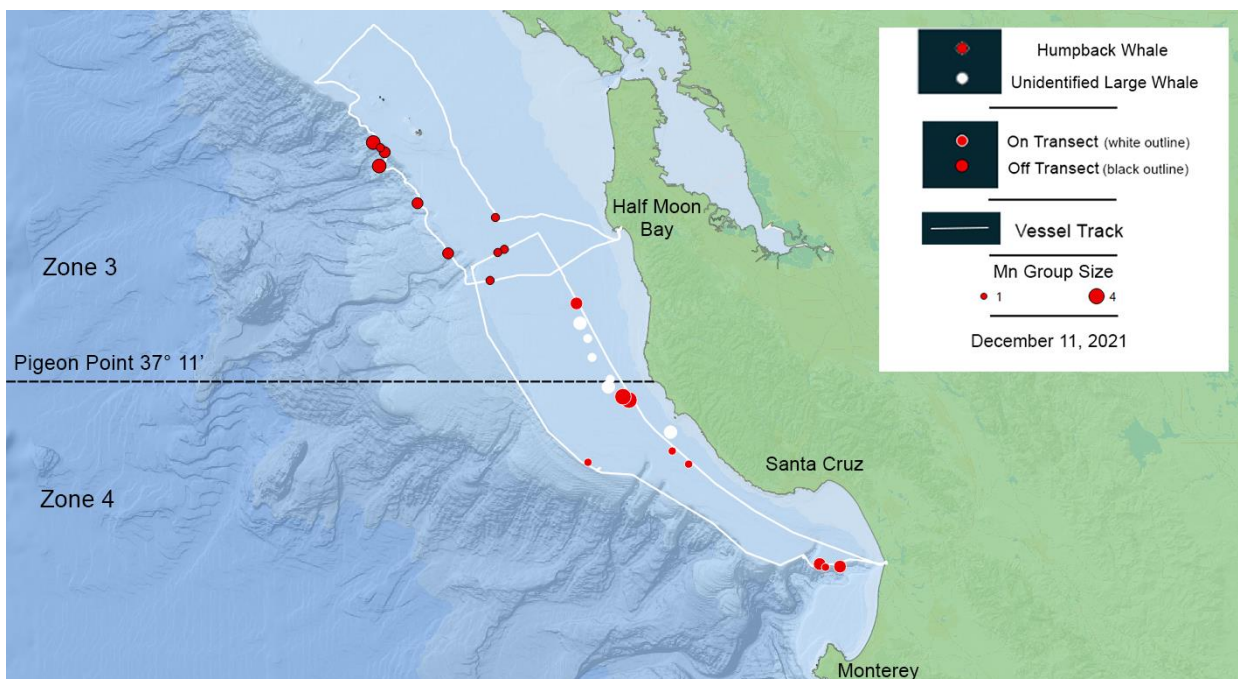 Humpback Whale
Unidentified Large Whale
On Transect (white outline)
Off Transect (black outline)
Vessel Track
Mn Group Size
1 4
December 11, 2021
Half Moon
Bay
Zone 3
Pigeon Point 37° 11’
Santa Cruz
Zone 4
Monterey